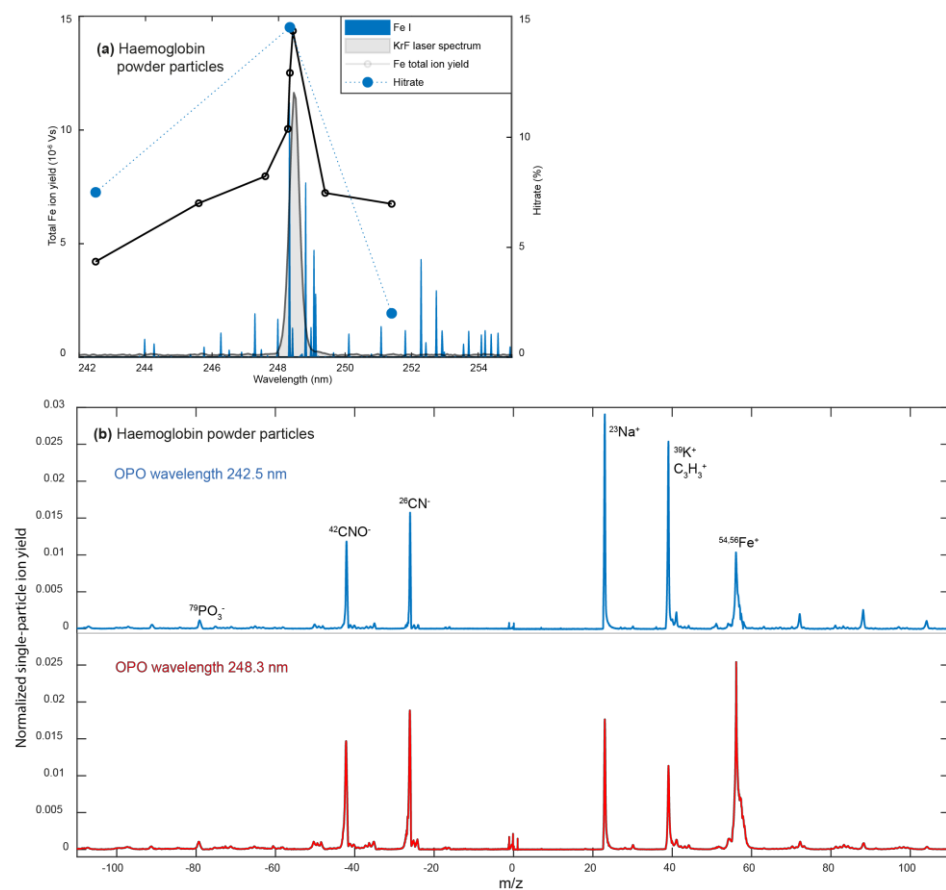 (a) Haemoglobin
powder particles
Fe I
KrF laser spectrum
Fe total ion yield
Hitrate
Total Fe ion yield (10⁻⁶ Vs)
15
10
5
0
15
10
5
0
Hitrate (%)
242 244 246 248 250 252 254
Wavelength (nm)
(b) Haemoglobin powder particles
OPO wavelength 242.5 nm
Normalized single-particle ion yield
0.03
0.025
0.02
0.015
0.01
0.005
0
⁷⁹PO₃⁻
⁴²CNO⁻
²⁶CN⁻
²³Na⁺
³⁹K⁺
C₃H₃⁺
⁵⁴,⁵⁶Fe⁺
OPO wavelength 248.3 nm
0.025
0.02
0.015
0.01
0.005
0
-100 -80 -60 -40 -20 0 20 40 60 80 100
m/z